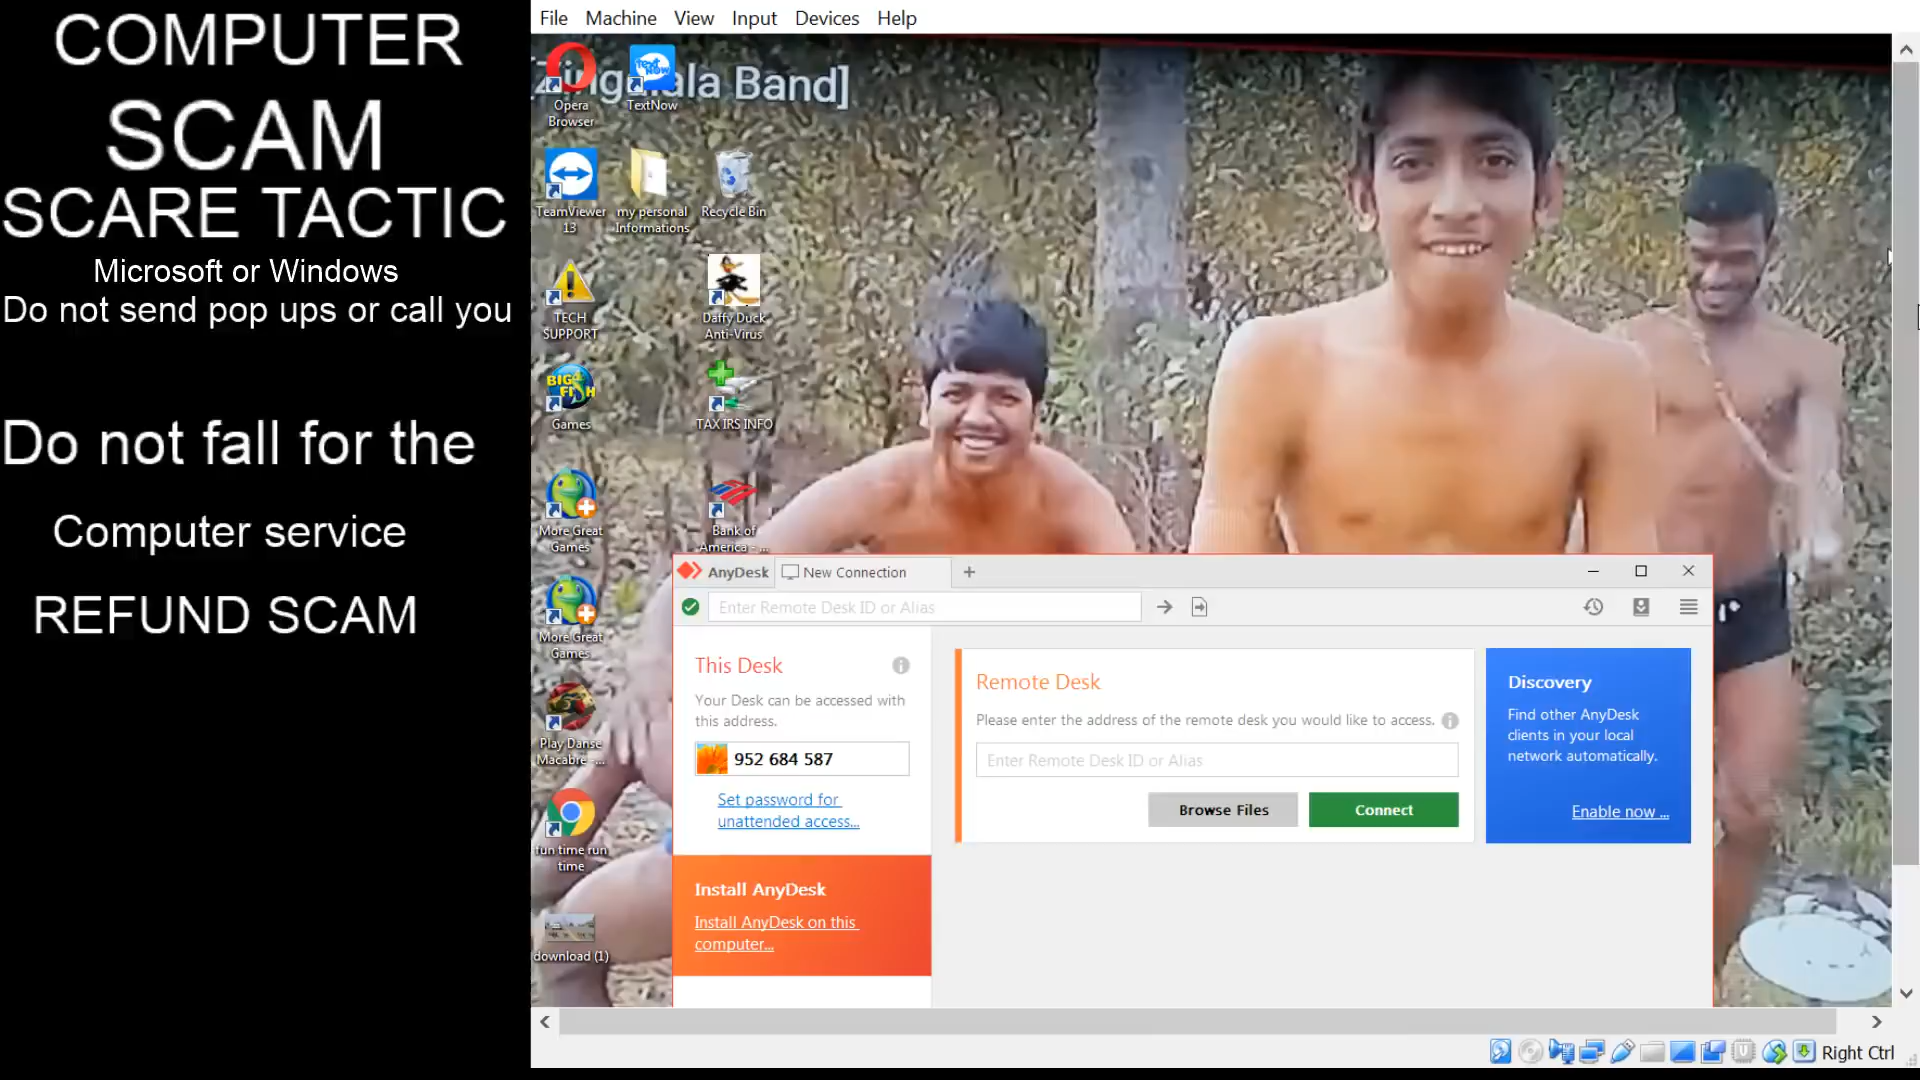 COMPUTER
SCAM
SCARE TACTIC
Microsoft or Windows
Do not send pop ups or call you
Do not fall for the
Computer service
REFUND SCAM
File Machine View Input Devices Help
Band]
Opera
Browser
TextNow
TeamViewer
13
my personal
Informations
Recycle Bin
TECH
SUPPORT
Daffy Duck
Anti-Virus
BIG FISH
Games
TAX IRS INFO
More Great
Games
Bank of
America - ...
More Great
Games
Play Danse
Macabre -...
fun time run
time
download (1)
AnyDesk
New Connection
Enter Remote Desk ID or Alias
This Desk
Your Desk can be accessed with
this address.
952 684 587
Set password for
unattended access...
Install AnyDesk
Install AnyDesk on this
computer...
Remote Desk
Please enter the address of the remote desk you would like to access.
Enter Remote Desk ID or Alias
Browse Files
Connect
Discovery
Find other AnyDesk
clients in your local
network automatically.
Enable now ...
Right Ctrl